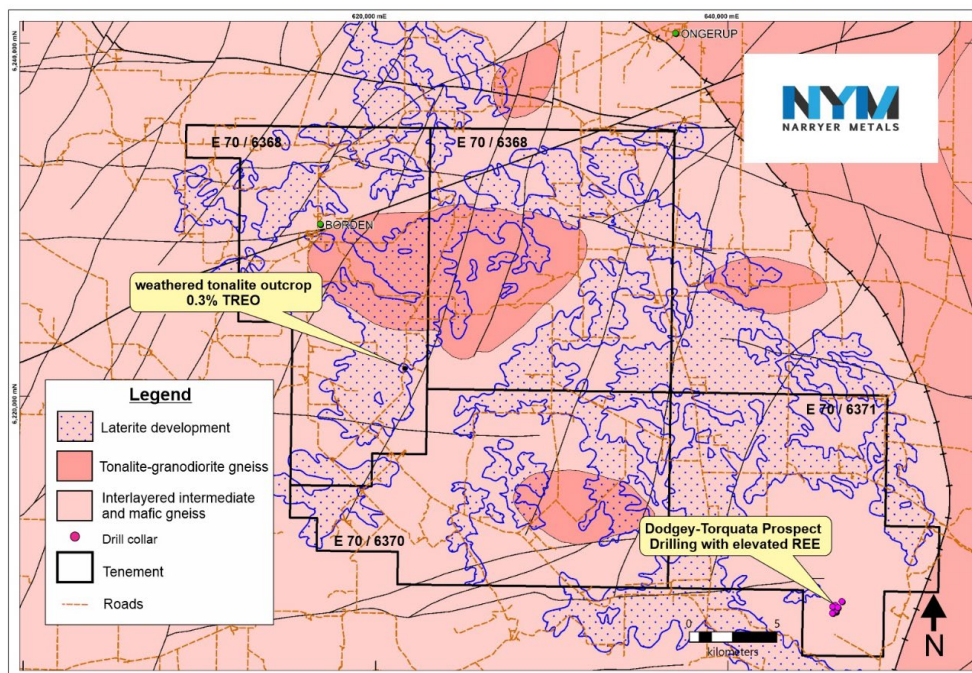 620,000 mE
640,000 mE
6,240,000 mN
ONGERUP
NYM
NARRYER METALS
E 70 / 6368
E 70 / 6368
BORDEN
weathered tonalite outcrop
0.3% TREO
6,220,000 mN
Legend
Laterite development
Tonalite-granodiorite gneiss
Interlayered intermediate
and mafic gneiss
Drill collar
Tenement
Roads
E 70 / 6371
E 70 / 6370
Dodgey-Torquata Prospect
Drilling with elevated REE
0
5
kilometers
N